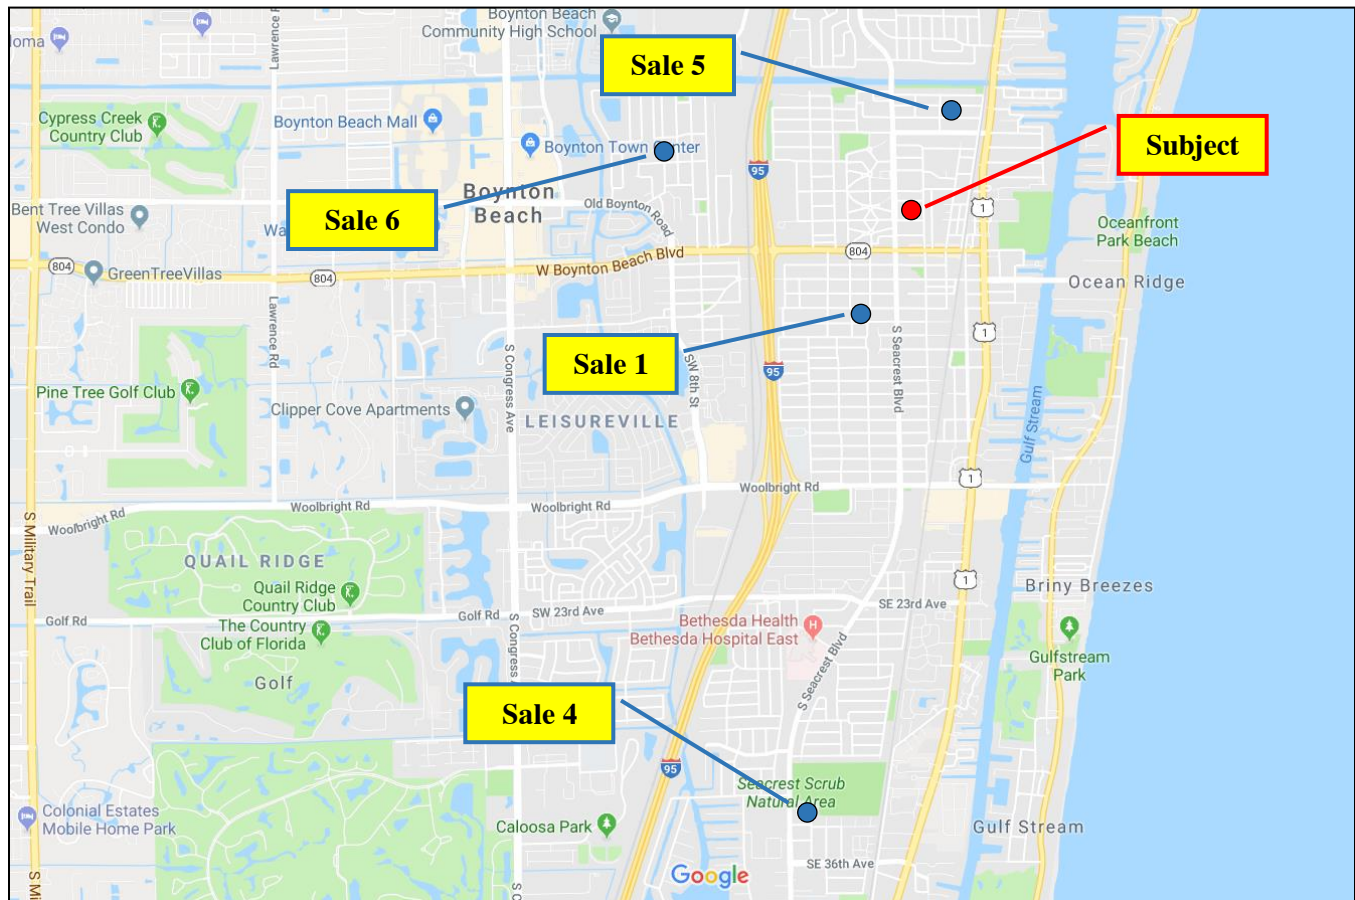 Boynton Beach
Community High School
loma
Lawrence R
Sale 5
Cypress Creek
Country Club
Boynton Beach Mall
Boynton Town Center
Subject
95
Boynton
Beach
Sale 6
Old Boynton Road
Bent Tree Villas
West Condo
Wa
1
Oceanfront
Park Beach
804
W Boynton Beach Blvd
804
GreenTreeVillas
804
Ocean Ridge
Lawrence Rd
S Congress Ave
Sale 1
SW 8th St
95
S Seacrest Blvd
1
Pine Tree Golf Club
Clipper Cove Apartments
LEISUREVILLE
Gulf Stream
Woolbright Rd
1
Woolbright Rd
Woolbright Rd
Woolbright Rd
S Military Trail
QUAIL RIDGE
Quail Ridge
Country Club
1
Briny Breezes
Golf Rd
Golf Rd
SW 23rd Ave
SE 23rd Ave
The Country
Club of Florida
S Congress A
Bethesda Health
Bethesda Hospital East
S Seacrest Blvd
Gulfstream
Park
Golf
Sale 4
95
Seacrest Scrub
Natural Area
Colonial Estates
Mobile Home Park
Caloosa Park
Gulf Stream
SE 36th Ave
Google
S Mi
S C